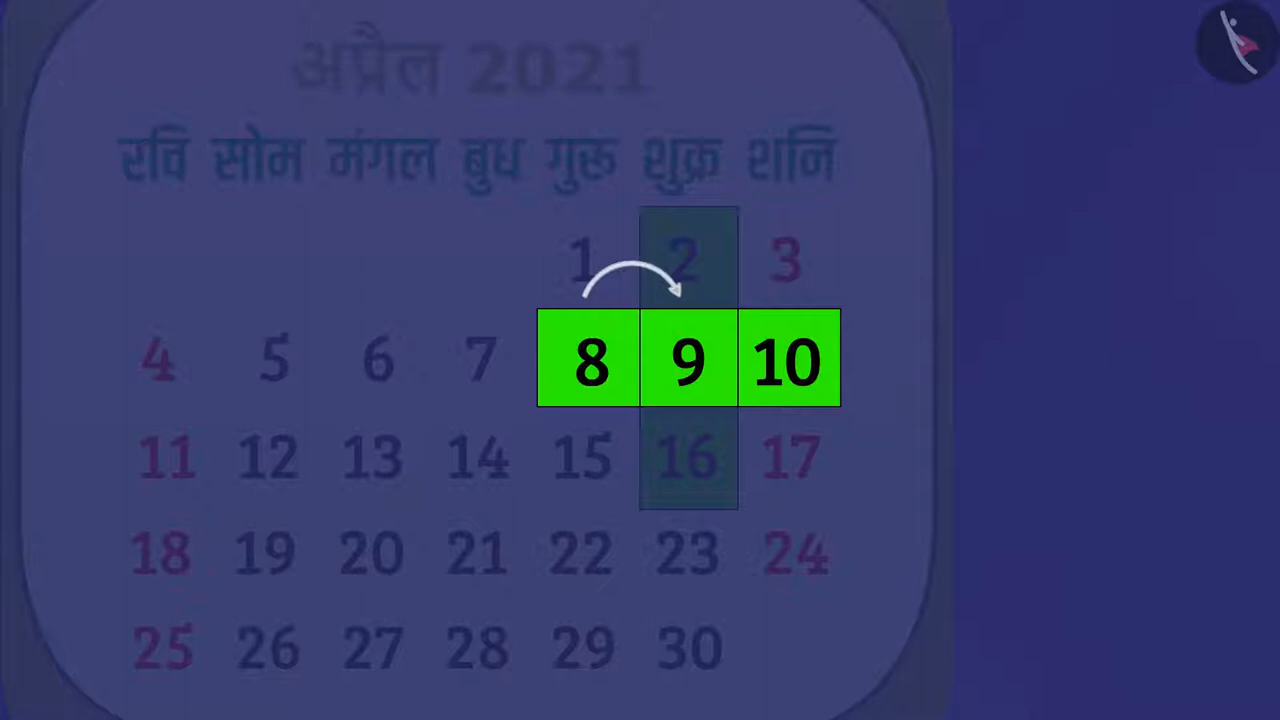 अप्रैल 2021
रवि सोम मंगल बुध गुरू शुक्र शनि
1 2 3
4 5 6 7 8 9 10
11 12 13 14 15 16 17
18 19 20 21 22 23 24
25 26 27 28 29 30